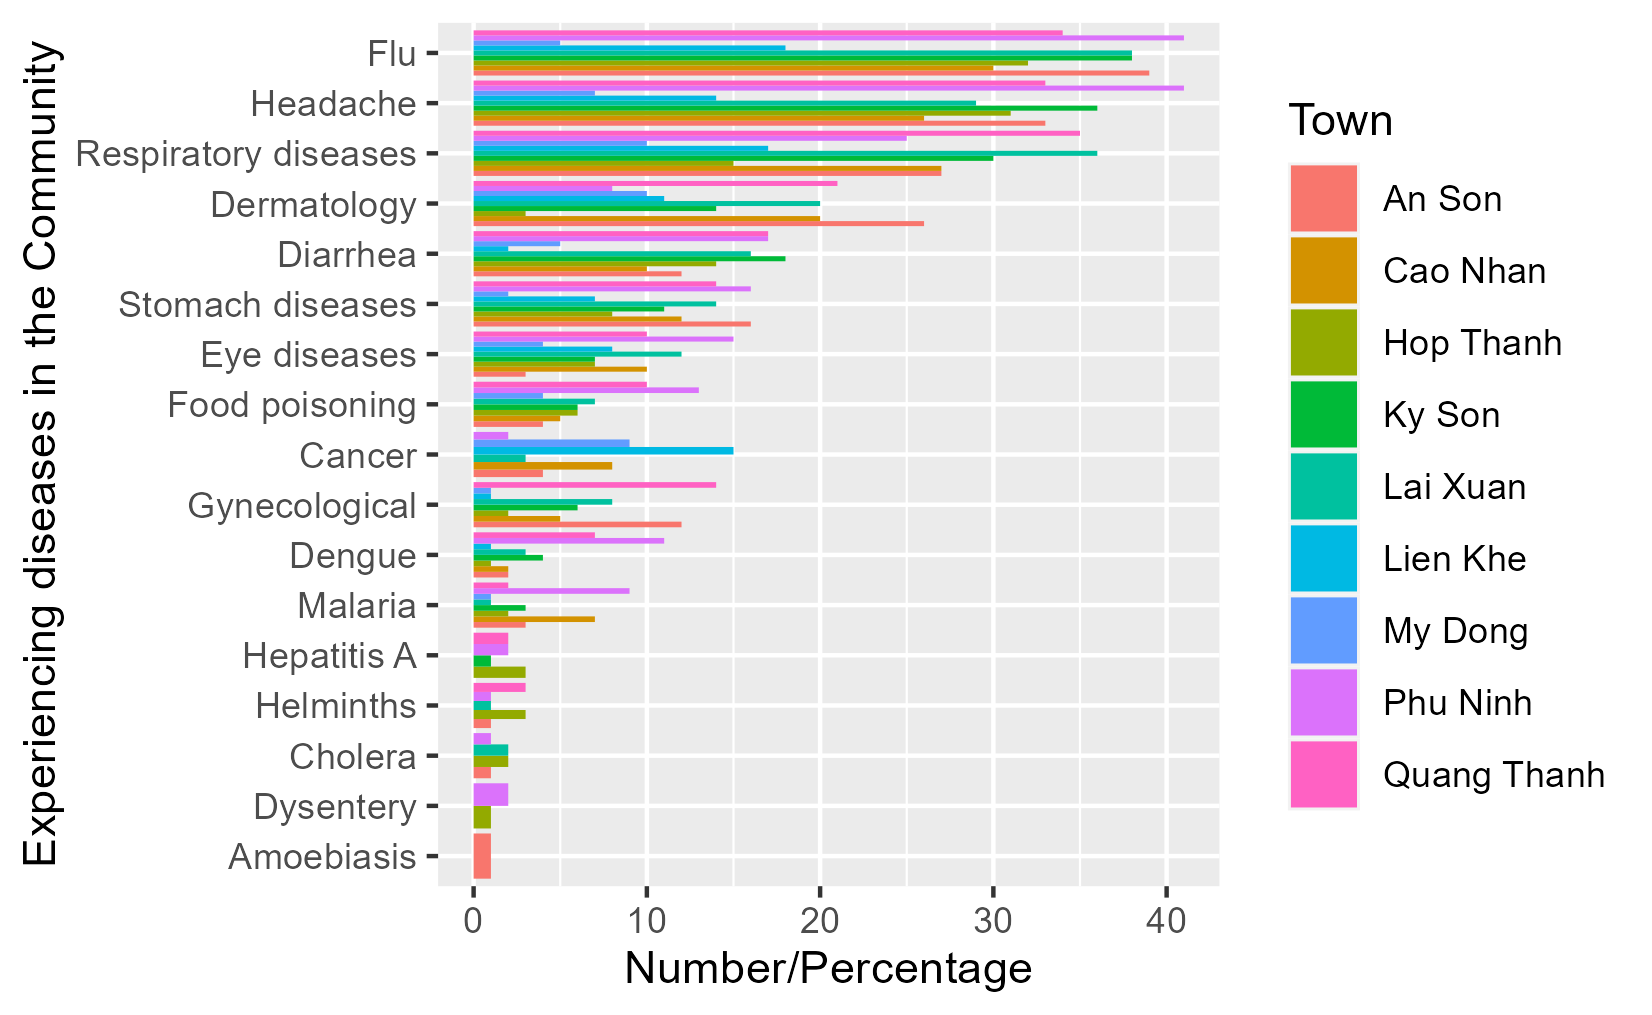 Experiencing diseases in the Community
Flu
Headache
Respiratory diseases
Dermatology
Diarrhea
Stomach diseases
Eye diseases
Food poisoning
Cancer
Gynecological
Dengue
Malaria
Hepatitis A
Helminths
Cholera
Dysentery
Amoebiasis
0 10 20 30 40
Number/Percentage
Town
An Son
Cao Nhan
Hop Thanh
Ky Son
Lai Xuan
Lien Khe
My Dong
Phu Ninh
Quang Thanh